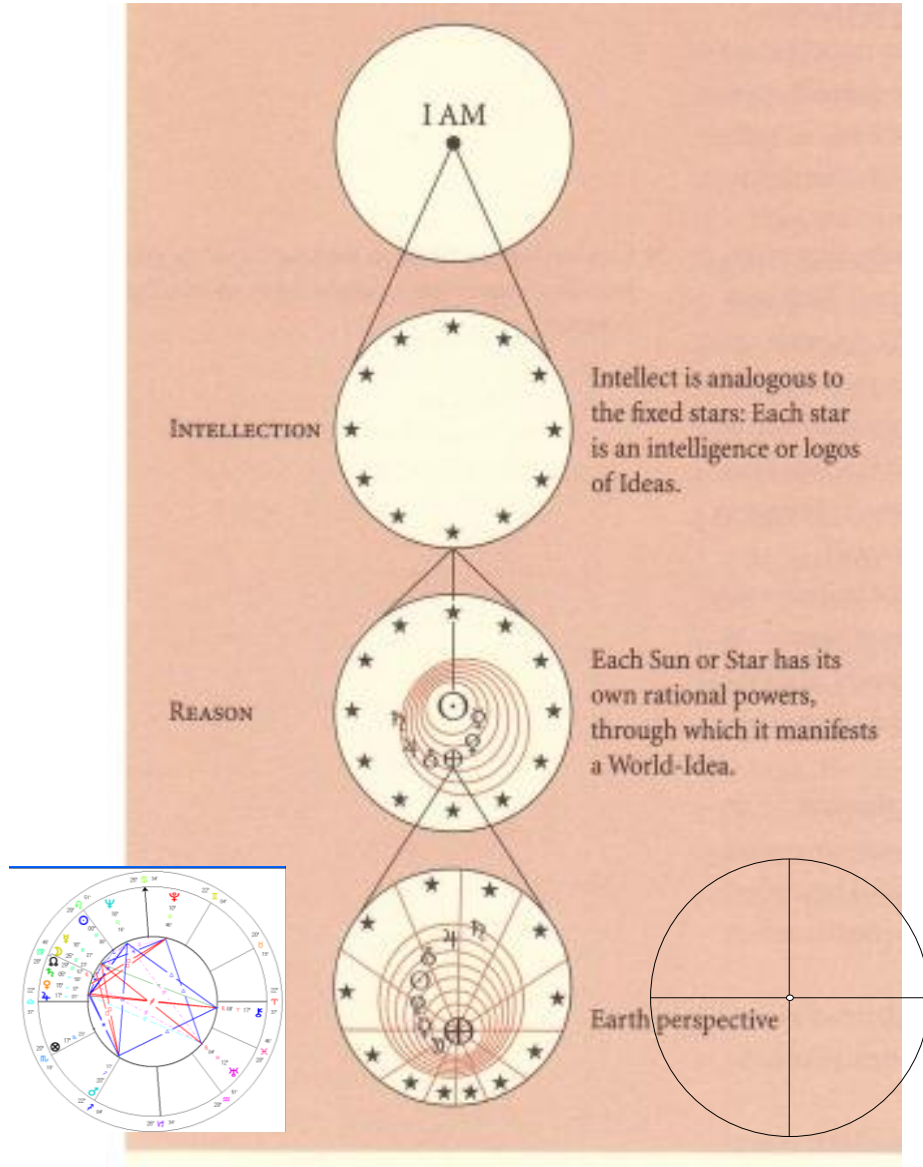 I AM
INTELLECTION
Intellect is analogous to
the fixed stars: Each star
is an intelligence or logos
of Ideas.
REASON
Each Sun or Star has its
own rational powers,
through which it manifests
a World-Idea.
Earth perspective